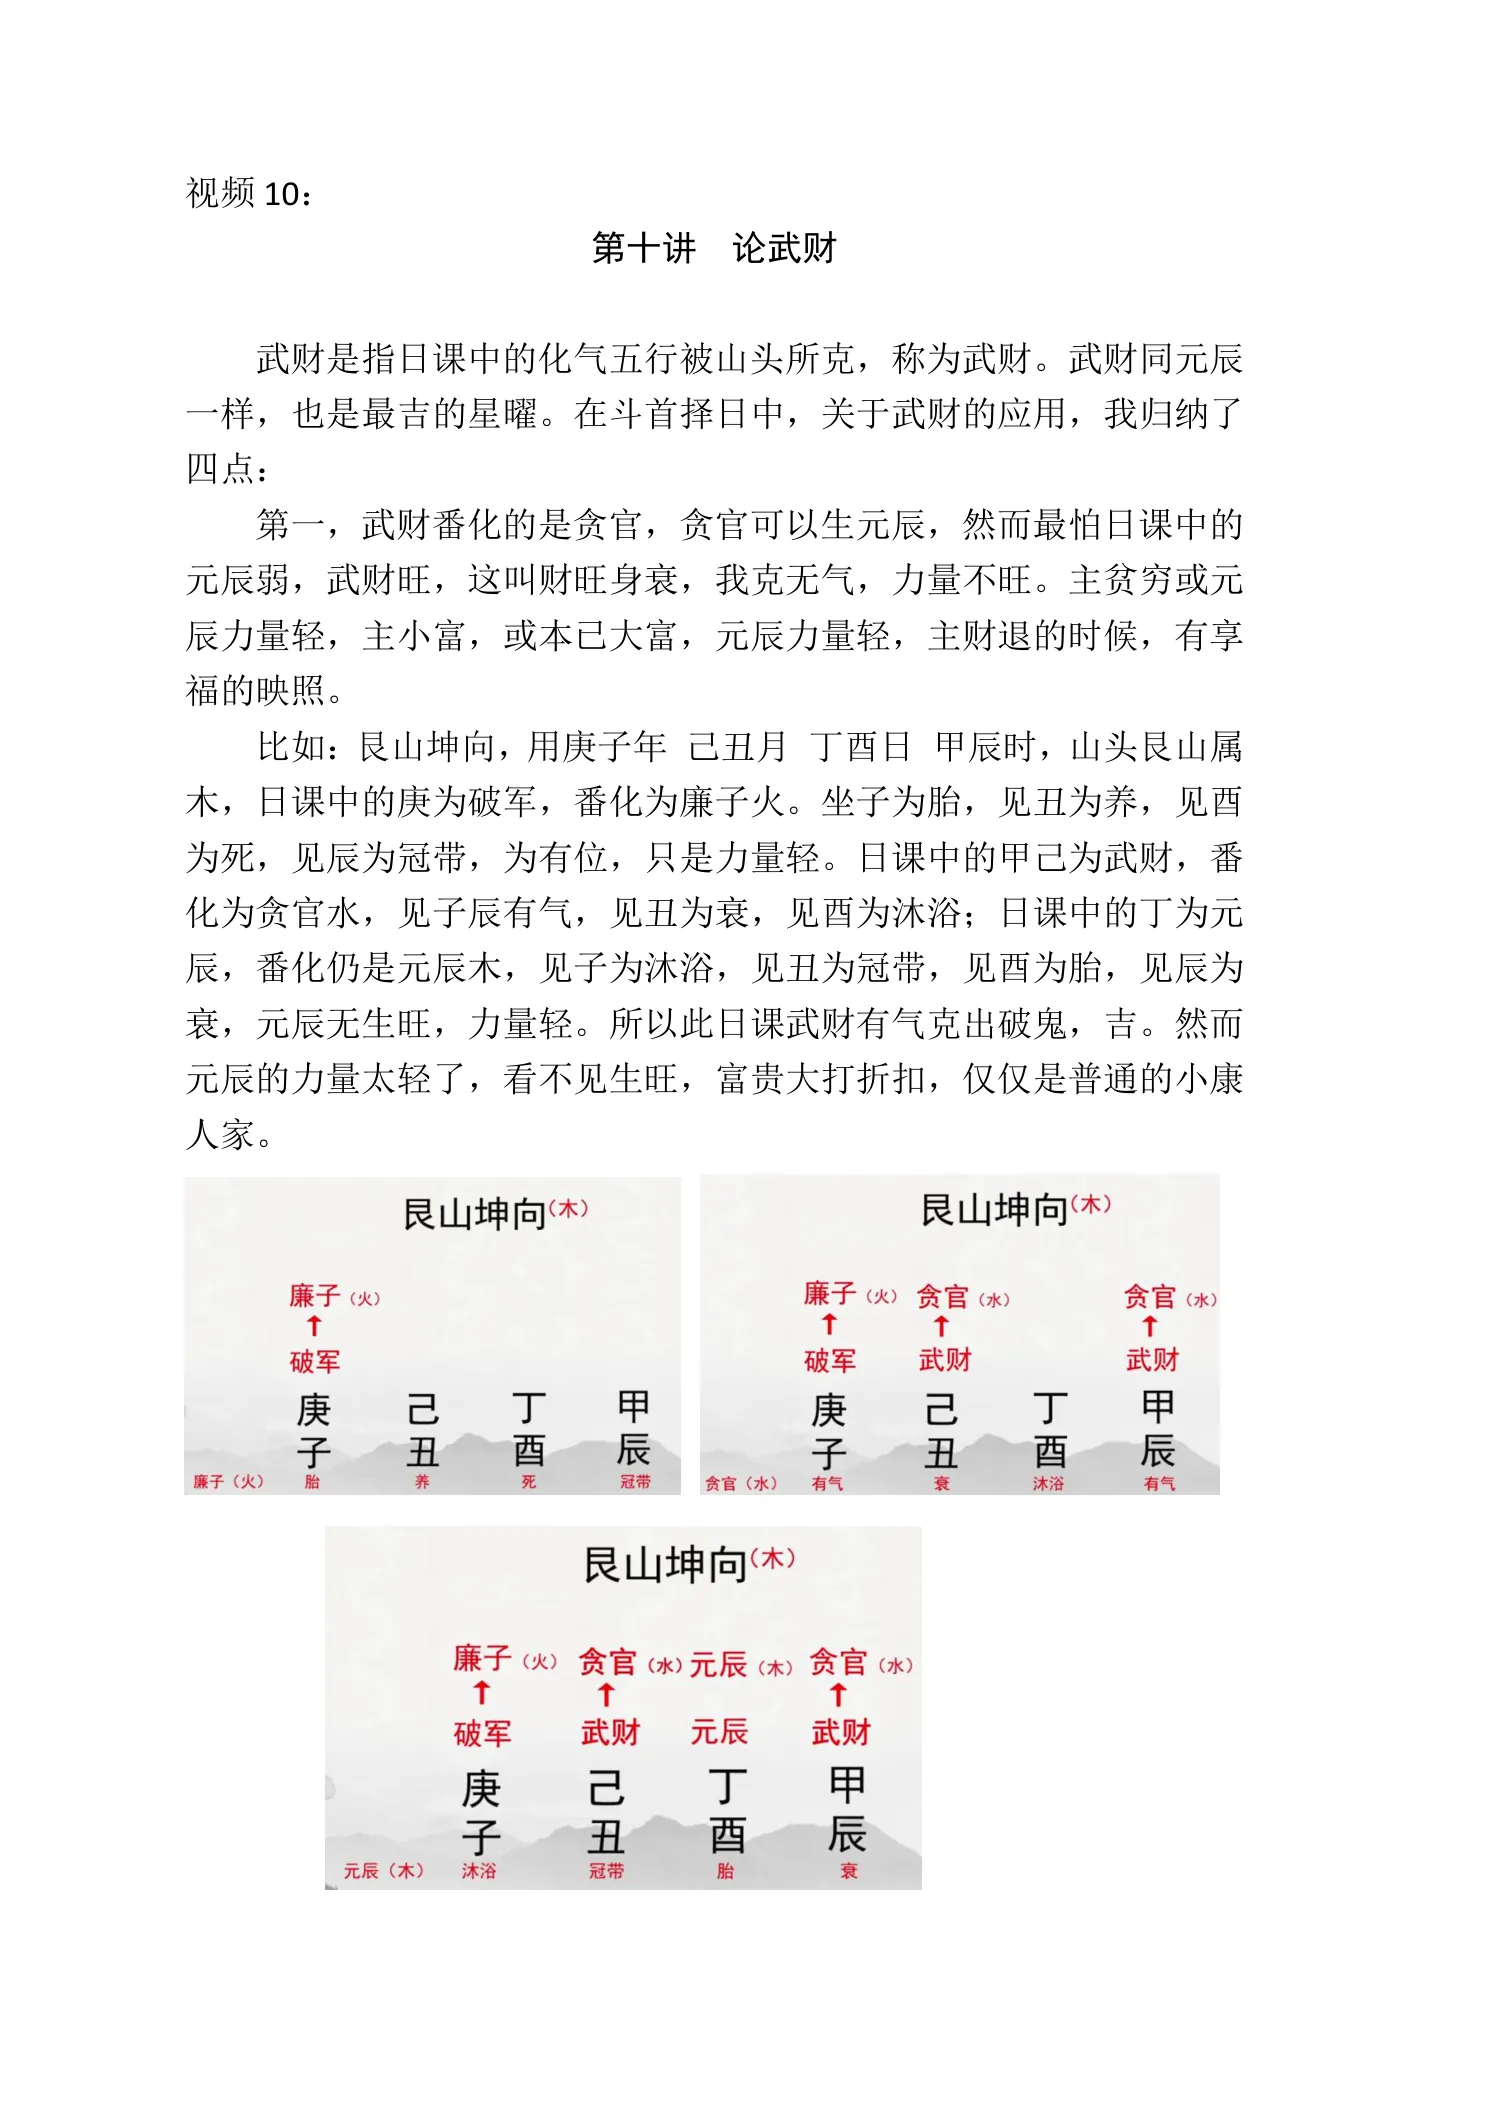 视频 10：
第十讲　论武财
武财是指日课中的化气五行被山头所克，称为武财。武财同元辰
一样，也是最吉的星曜。在斗首择日中，关于武财的应用，我归纳了
四点：
第一，武财番化的是贪官，贪官可以生元辰，然而最怕日课中的
元辰弱，武财旺，这叫财旺身衰，我克无气，力量不旺。主贫穷或元
辰力量轻，主小富，或本已大富，元辰力量轻，主财退的时候，有享
福的映照。
比如：艮山坤向，用庚子年 己丑月 丁酉日 甲辰时，山头艮山属
木，日课中的庚为破军，番化为廉子火。坐子为胎，见丑为养，见酉
为死，见辰为冠带，为有位，只是力量轻。日课中的甲己为武财，番
化为贪官水，见子辰有气，见丑为衰，见酉为沐浴；日课中的丁为元
辰，番化仍是元辰木，见子为沐浴，见丑为冠带，见酉为胎，见辰为
衰，元辰无生旺，力量轻。所以此日课武财有气克出破鬼，吉。然而
元辰的力量太轻了，看不见生旺，富贵大打折扣，仅仅是普通的小康
人家。
艮山坤向（木）
廉子（火）
↑
破军
庚 己 丁 甲
子 丑 酉 辰
廉子（火） 胎 养 死 冠带
艮山坤向（木）
廉子（火） 贪官（水） 贪官（水）
↑ ↑ ↑
破军 武财 武财
庚 己 丁 甲
子 丑 酉 辰
贪官（水） 有气 衰 沐浴 有气
艮山坤向（木）
廉子（火） 贪官（水） 元辰（木） 贪官（水）
↑ ↑ ↑
破军 武财 元辰 武财
庚 己 丁 甲
子 丑 酉 辰
元辰（木） 沐浴 冠带 胎 衰